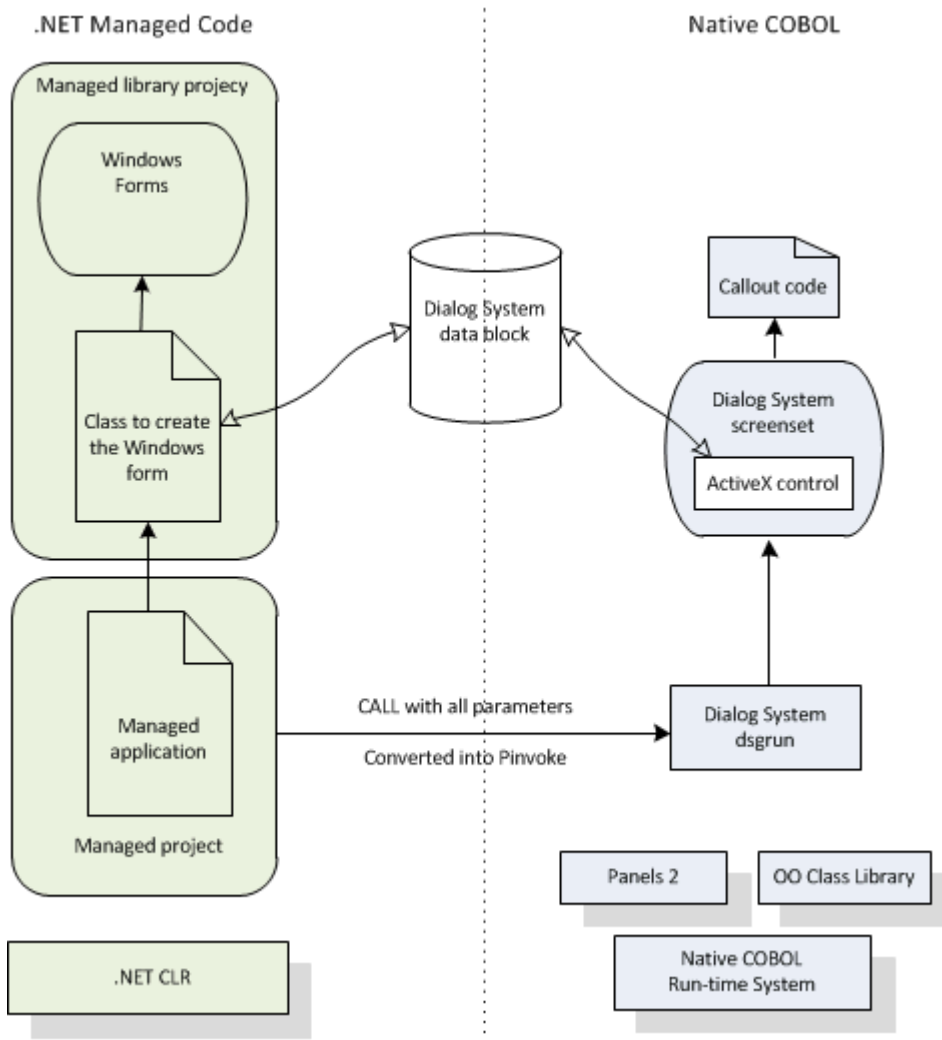 .NET Managed Code
Native COBOL
Managed library projecy
Windows
Forms
Class to create
the Windows
form
Dialog System
data block
Callout code
Dialog System
screenset
ActiveX control
Managed
application
Managed project
CALL with all parameters
Converted into Pinvoke
Dialog System
dsgrun
Panels 2
OO Class Library
.NET CLR
Native COBOL
Run-time System